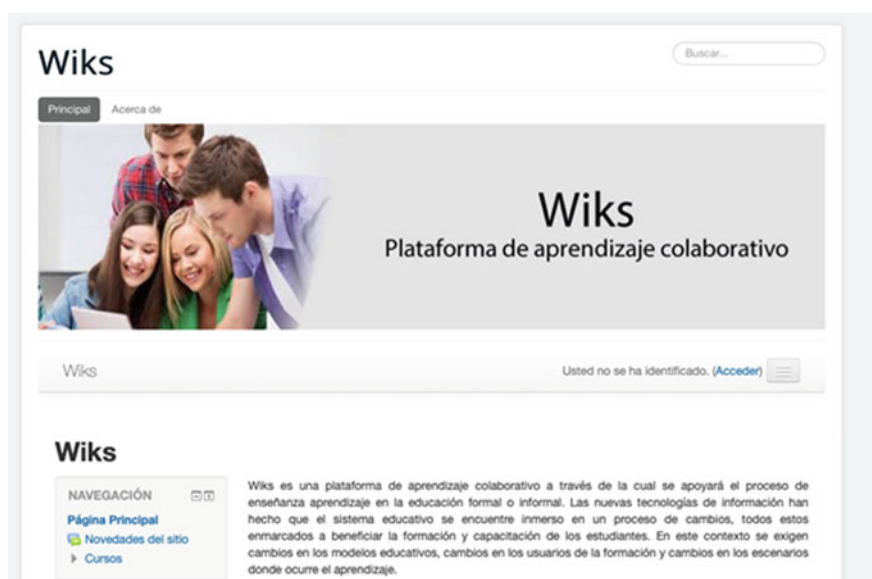 Wiks
Buscar...
Principal
Acerca de
Wiks
Plataforma de aprendizaje colaborativo
Wiks
Usted no se ha identificado. (Acceder)
Wiks
NAVEGACIÓN
Página Principal
Novedades del sitio
Cursos
Wiks es una plataforma de aprendizaje colaborativo a través de la cual se apoyará el proceso de
enseñanza aprendizaje en la educación formal o informal. Las nuevas tecnologías de información han
hecho que el sistema educativo se encuentre inmerso en un proceso de cambios, todos estos
enmarcados a beneficiar la formación y capacitación de los estudiantes. En este contexto se exigen
cambios en los modelos educativos, cambios en los usuarios de la formación y cambios en los escenarios
donde ocurre el aprendizaje.